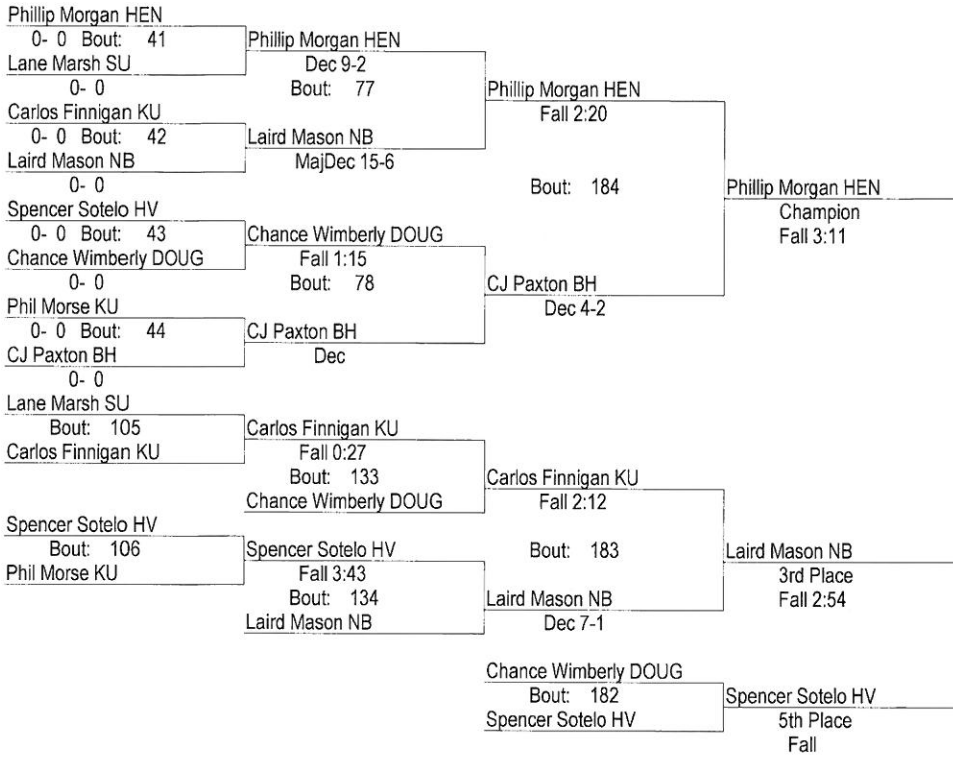 Phillip Morgan HEN
0- 0 Bout: 41
Lane Marsh SU
0- 0
Carlos Finnigan KU
0- 0 Bout: 42
Laird Mason NB
0- 0
Spencer Sotelo HV
0- 0 Bout: 43
Chance Wimberly DOUG
0- 0
Phil Morse KU
0- 0 Bout: 44
CJ Paxton BH
0- 0
Lane Marsh SU
Bout: 105
Carlos Finnigan KU
Spencer Sotelo HV
Bout: 106
Phil Morse KU
Phillip Morgan HEN
Dec 9-2
Bout: 77
Laird Mason NB
MajDec 15-6
Chance Wimberly DOUG
Fall 1:15
Bout: 78
CJ Paxton BH
Dec
Carlos Finnigan KU
Fall 0:27
Bout: 133
Chance Wimberly DOUG
Spencer Sotelo HV
Fall 3:43
Bout: 134
Laird Mason NB
Phillip Morgan HEN
Fall 2:20
Bout: 184
CJ Paxton BH
Dec 4-2
Carlos Finnigan KU
Fall 2:12
Bout: 183
Laird Mason NB
Dec 7-1
Chance Wimberly DOUG
Bout: 182
Spencer Sotelo HV
Phillip Morgan HEN
Champion
Fall 3:11
Laird Mason NB
3rd Place
Fall 2:54
Spencer Sotelo HV
5th Place
Fall